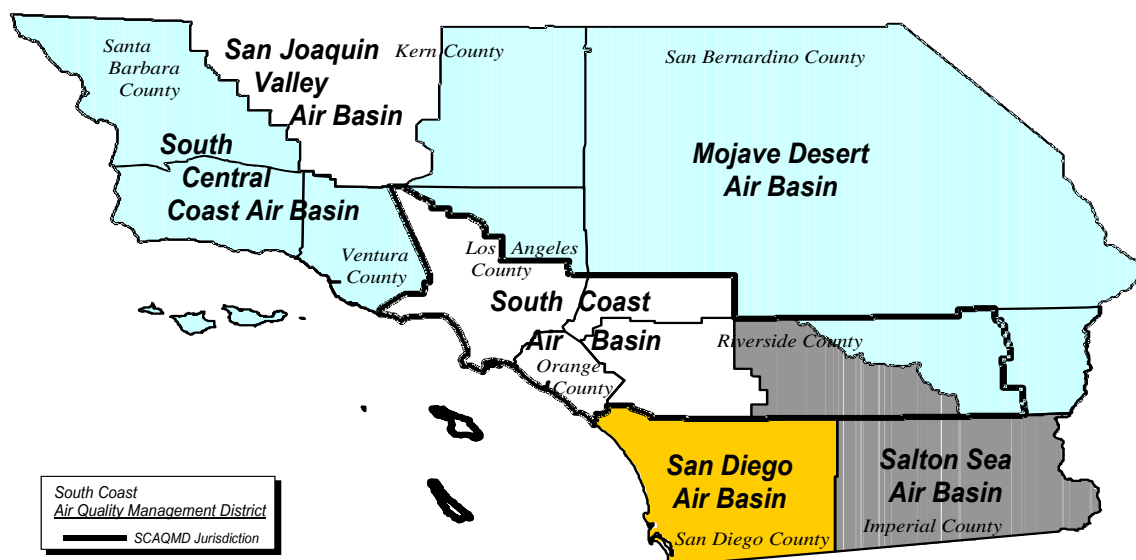 Santa
Barbara
County
San Joaquin
Valley
Air Basin
Kern County
San Bernardino County
South
Central
Coast Air Basin
Mojave Desert
Air Basin
Ventura
County
Los Angeles
County
South Coast
Air Basin
Orange
County
Riverside County
San Diego
Air Basin
San Diego County
Salton Sea
Air Basin
Imperial County
South Coast
Air Quality Management District
SCAQMD Jurisdiction